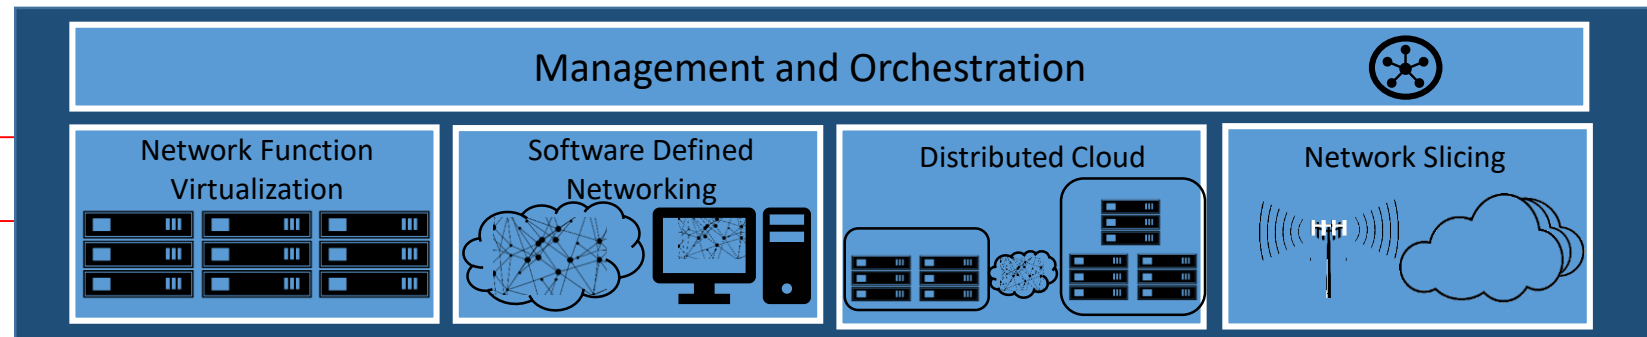 Management and Orchestration
Network Function
Virtualization
Software Defined
Networking
Distributed Cloud
Network Slicing